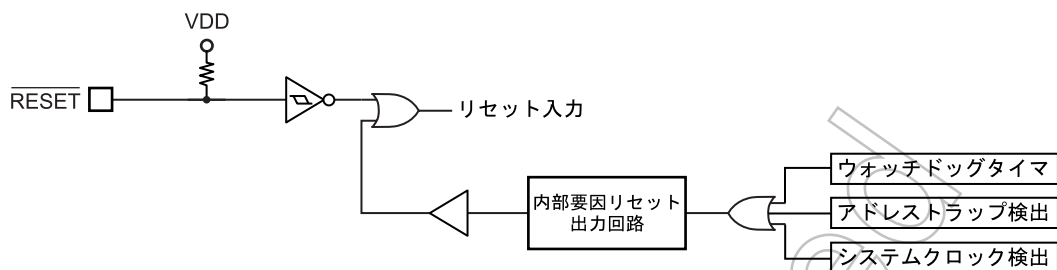 VDD
RESET
リセット入力
ウォッチドッグタイマ
内部要因リセット
出力回路
アドレストラップ検出
システムクロック検出